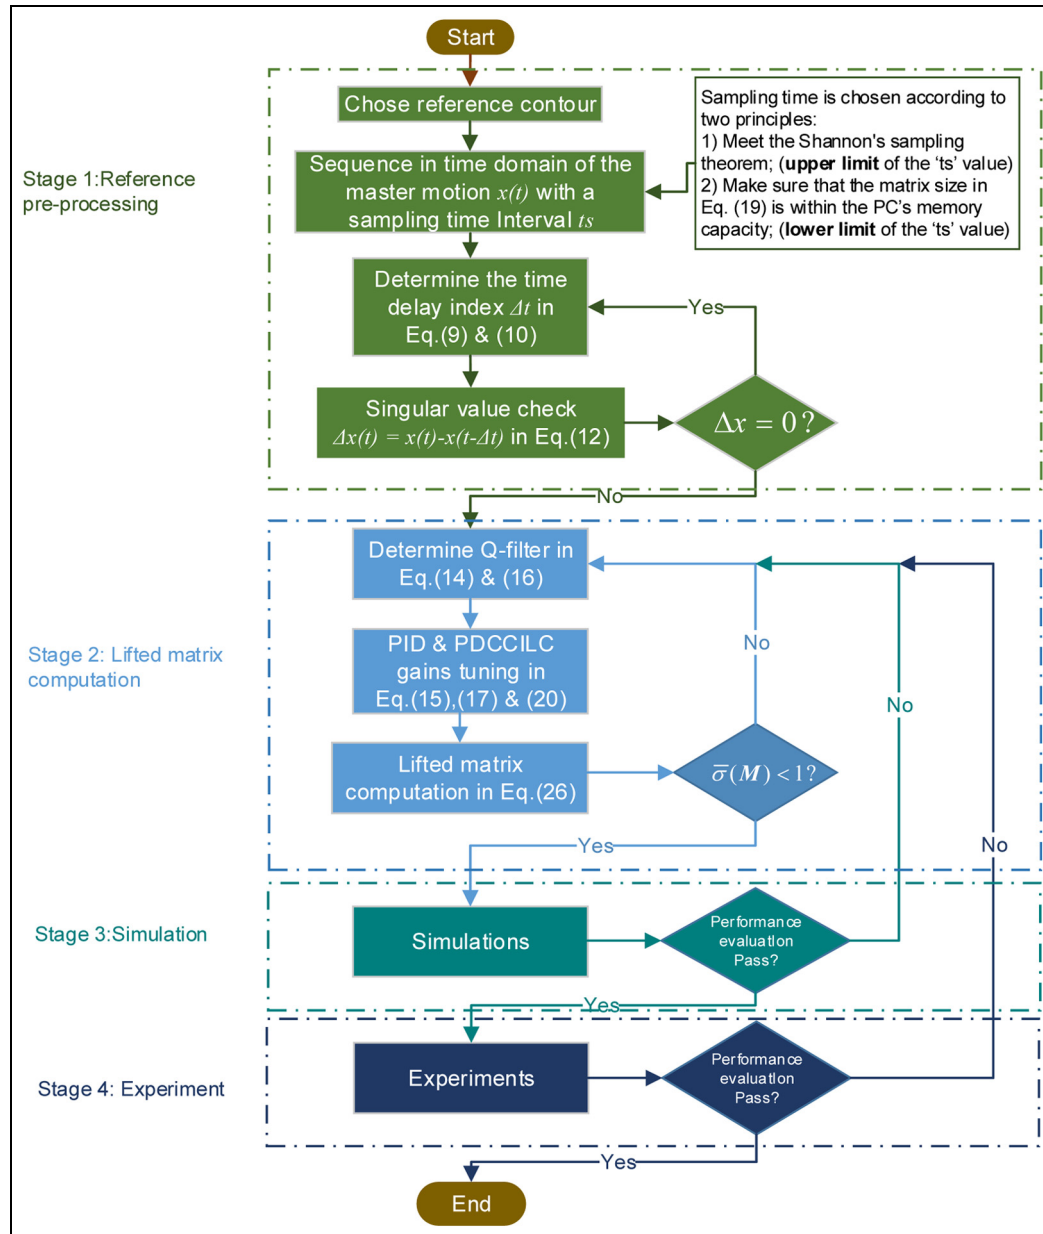 Start
Chose reference contour
Sampling time is chosen according to
two principles:
1) Meet the Shannon's sampling
theorem; (upper limit of the ‘ts’ value)
2) Make sure that the matrix size in
Eq. (19) is within the PC’s memory
capacity; (lower limit of the ‘ts’ value)
Stage 1:Reference
pre-processing
Sequence in time domain of the
master motion x(t) with a
sampling time Interval ts
Determine the time
delay index Δt in
Eq.(9) & (10)
Yes
Singular value check
Δx(t) = x(t)-x(t-Δt) in Eq.(12)
Δx = 0 ?
No
Determine Q-filter in
Eq.(14) & (16)
Stage 2: Lifted matrix
computation
PID & PDCCILC
gains tuning in
Eq.(15),(17) & (20)
No
No
Lifted matrix
computation in Eq.(26)
σ̅(M) < 1?
Yes
No
Stage 3:Simulation
Simulations
Performance
evaluation
Pass?
Yes
Stage 4: Experiment
Experiments
Performance
evaluation
Pass?
Yes
End